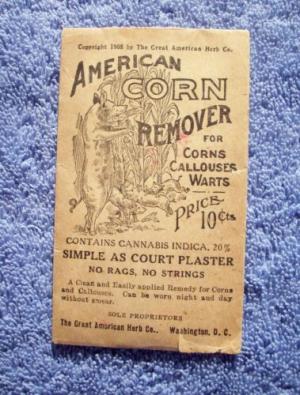 Copyright 1908 by The Great American Herb Co.
AMERICAN
CORN
REMOVER
FOR
CORNS
CALLOUSES
WARTS
PRICE
10 cts.
CONTAINS CANNABIS INDICA, 20%
SIMPLE AS COURT PLASTER
NO RAGS, NO STRINGS
A Clean and Easily applied Remedy for Corns
and Callouses. Can be worn night and day
without smear.
SOLE PROPRIETORS
The Great American Herb Co., Washington, D. C.